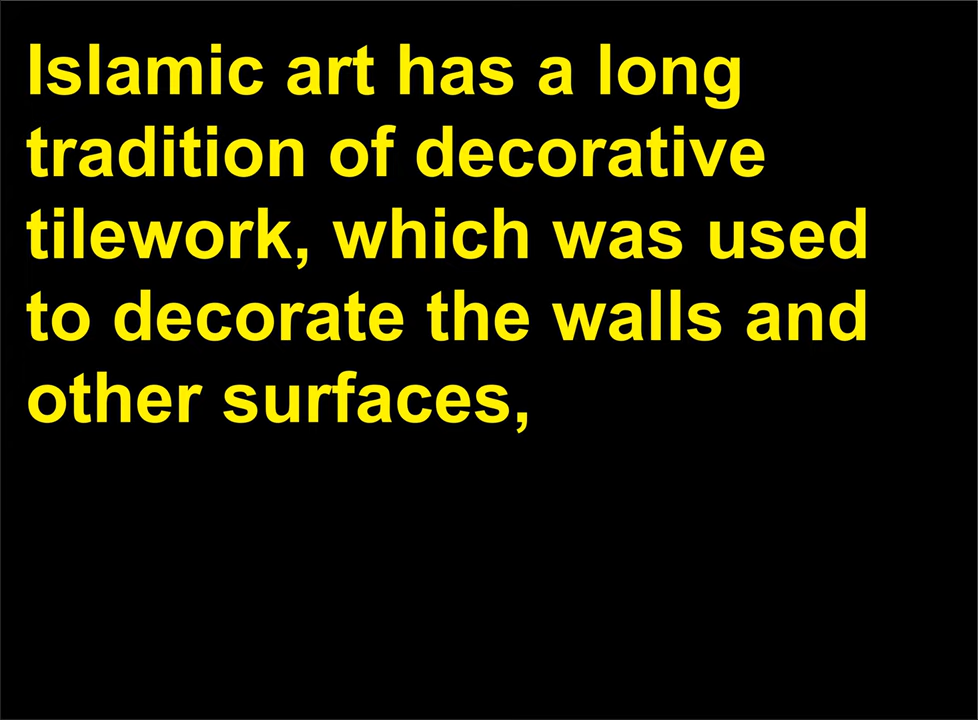 Islamic art has a long
tradition of decorative
tilework, which was used
to decorate the walls and
other surfaces,